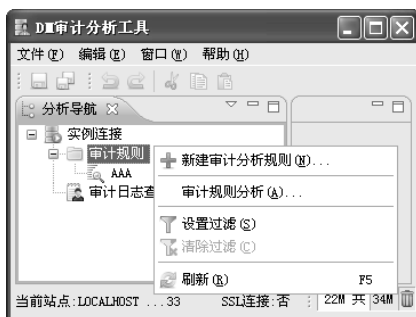 DM审计分析工具
文件(F) 编辑(E) 窗口(W) 帮助(H)
分析导航
实例连接
审计规则
AAA
审计日志查
新建审计分析规则(N)...
审计规则分析(A)...
设置过滤(S)
清除过滤(C)
刷新(R) F5
当前站点:LOCALHOST ...33 SSL连接:否 22M 共 34M